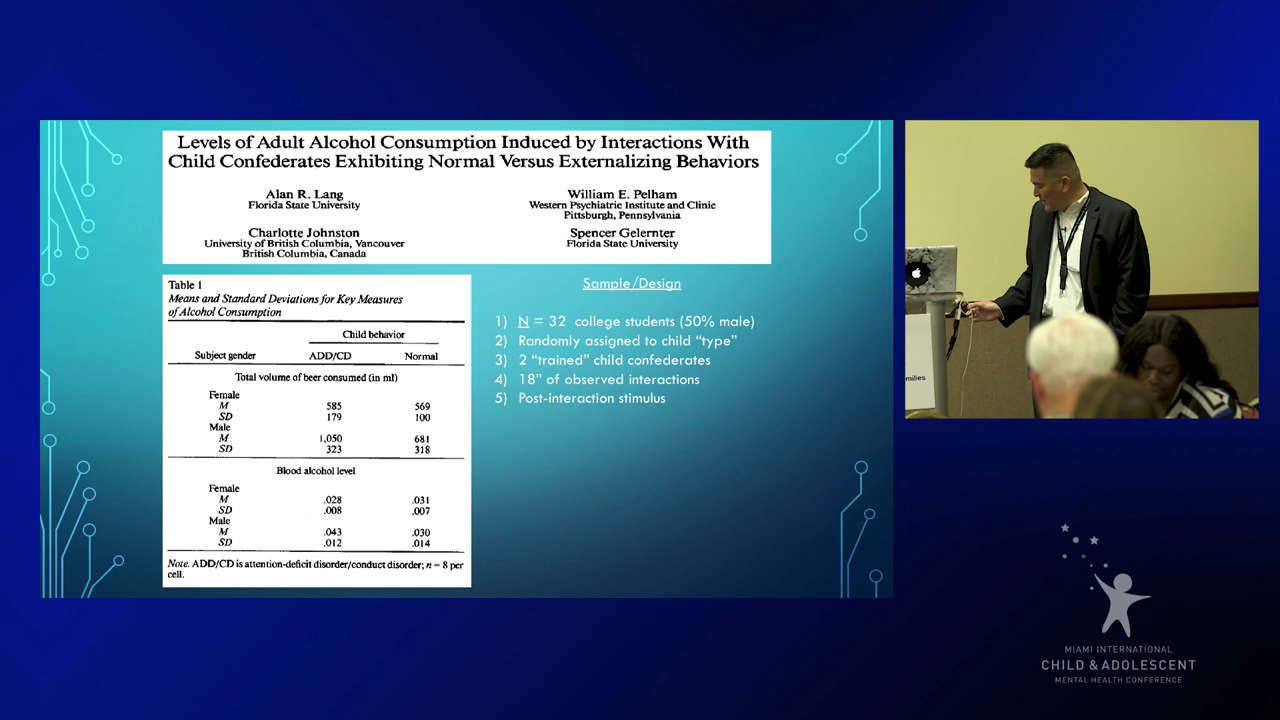 Levels of Adult Alcohol Consumption Induced by Interactions With
Child Confederates Exhibiting Normal Versus Externalizing Behaviors
Alan R. Lang
Florida State University
William E. Pelham
Western Psychiatric Institute and Clinic
Pittsburgh, Pennsylvania
Charlotte Johnston
University of British Columbia, Vancouver
British Columbia, Canada
Spencer Gelernter
Florida State University
Table 1
Means and Standard Deviations for Key Measures
of Alcohol Consumption
Child behavior
Subject gender ADD/CD Normal
Total volume of beer consumed (in ml)
Female
M 585 569
SD 179 100
Male
M 1,050 681
SD 323 318
Blood alcohol level
Female
M .028 .031
SD .008 .007
Male
M .043 .030
SD .012 .014
Note. ADD/CD is attention-deficit disorder/conduct disorder; n = 8 per
cell.
Sample/Design
1) N = 32 college students (50% male)
2) Randomly assigned to child “type”
3) 2 “trained” child confederates
4) 18” of observed interactions
5) Post-interaction stimulus
milies
MIAMI INTERNATIONAL
CHILD & ADOLESCENT
MENTAL HEALTH CONFERENCE